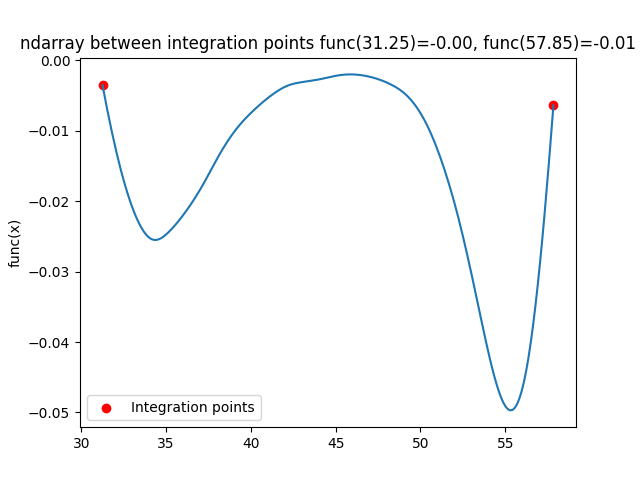 ndarray between integration points func(31.25)=-0.00, func(57.85)=-0.01
0.00
−0.01
−0.02
−0.03
−0.04
−0.05
func(x)
Integration points
30 35 40 45 50 55